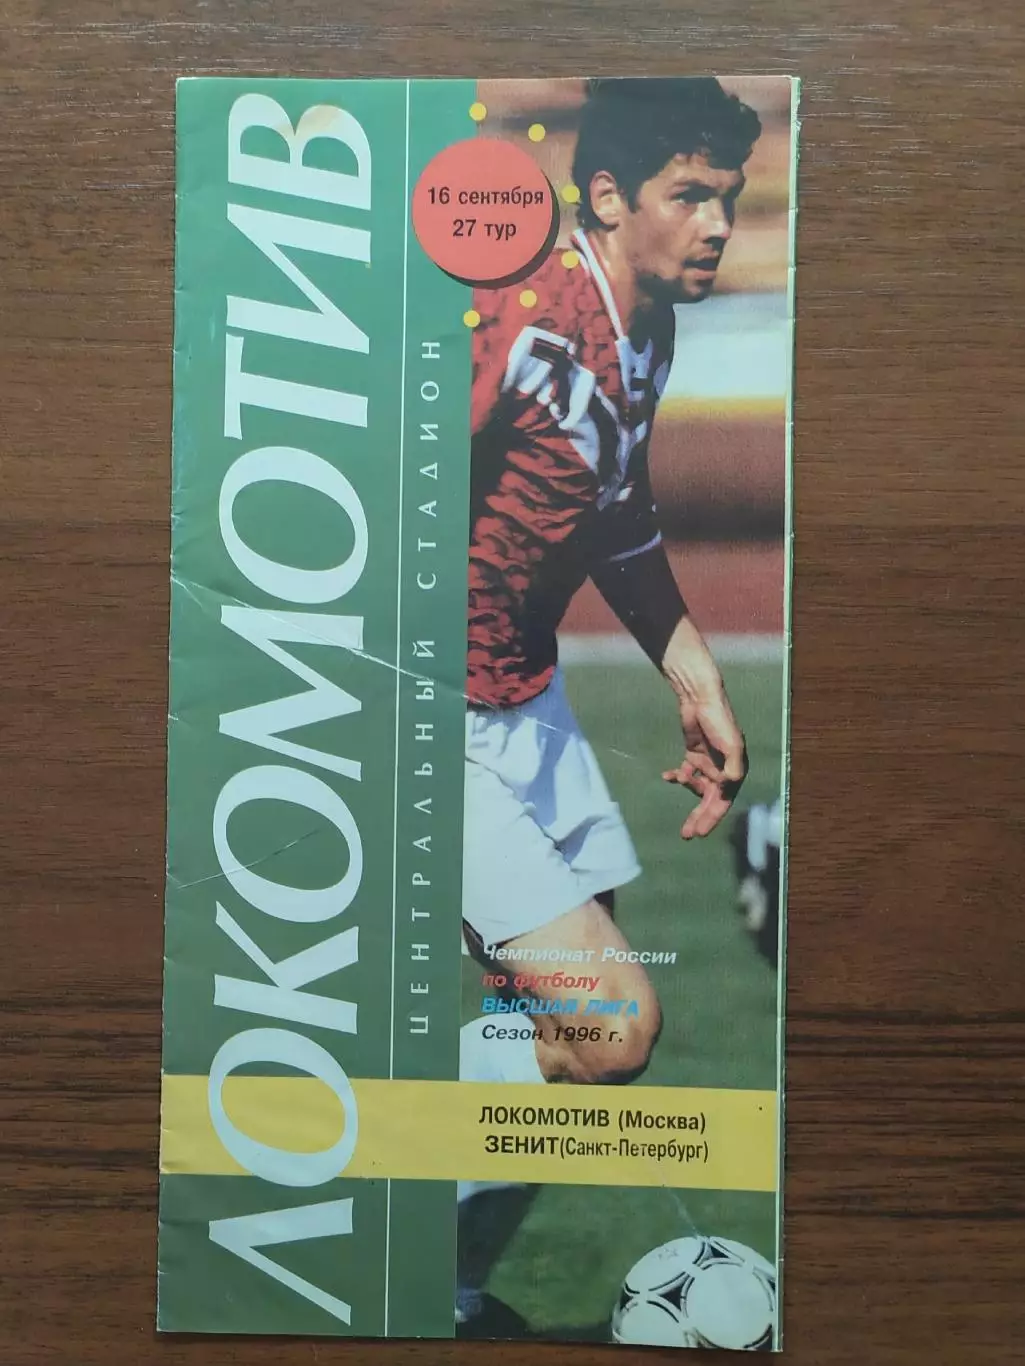 ЛОКОМОТИВ
ЦЕНТРАЛЬНЫЙ СТАДИОН
16 сентября
27 тур
Чемпионат России
по футболу
ВЫСШАЯ ЛИГА
Сезон 1996 г.
ЛОКОМОТИВ (Москва)
ЗЕНИТ(Санкт-Петербург)